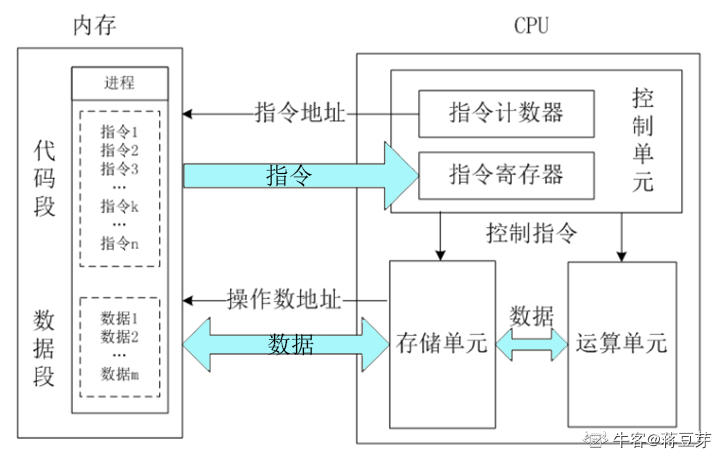 内存
CPU
进程
指令1
指令2
指令3
...
指令k
...
指令n
代码段
数据1
数据2
...
数据m
数据段
指令地址
指令
操作数地址
数据
指令计数器
指令寄存器
控制单元
控制指令
存储单元
数据
运算单元
牛客@蒋豆芽